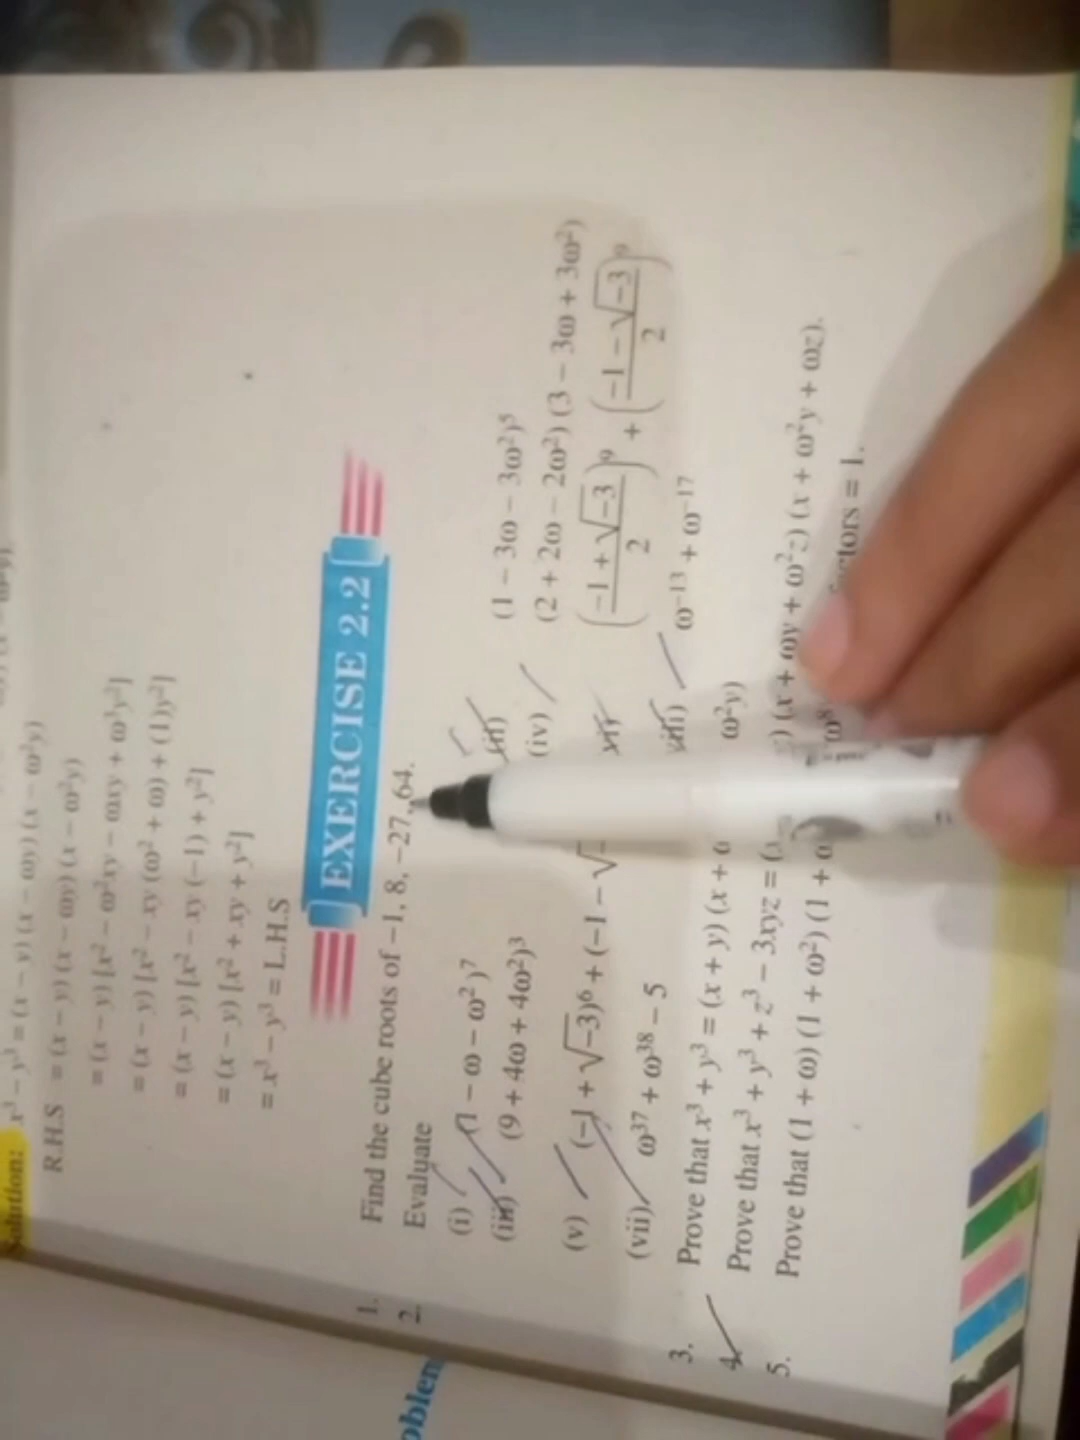 Solution: x³ − y³ = (x − y) (x − ωy) (x − ω²y)
R.H.S = (x − y) (x − ωy) (x − ω²y)
= (x − y) [x² − ω²xy − ωxy + ω³y²]
= (x − y) [x² − xy (ω² + ω) + (1)y²]
= (x − y) [x² − xy (−1) + y²]
= (x − y) [x² + xy + y²]
= x³ − y³ = L.H.S
EXERCISE 2.2
1. Find the cube roots of −1, 8, −27, 64.
2. Evaluate
(i) (1 − ω − ω²)⁷ (ii) (1 − 3ω − 3ω²)⁵
(iii) (9 + 4ω + 4ω²)³ (iv) (2 + 2ω − 2ω²) (3 − 3ω + 3ω²)
(v) (−1 + √−3)⁶ + (−1 − √− (vi) ((−1 + √−3)/2)⁹ + ((−1 − √−3)/2)⁹
(vii) ω³⁷ + ω³⁸ − 5 (viii) ω⁻¹³ + ω⁻¹⁷
3. Prove that x³ + y³ = (x + y) (x + ω²y)
4. Prove that x³ + y³ + z³ − 3xyz = (x + ωy + ω²z) (x + ω²y + ωz).
5. Prove that (1 + ω) (1 + ω²) (1 + = 1.